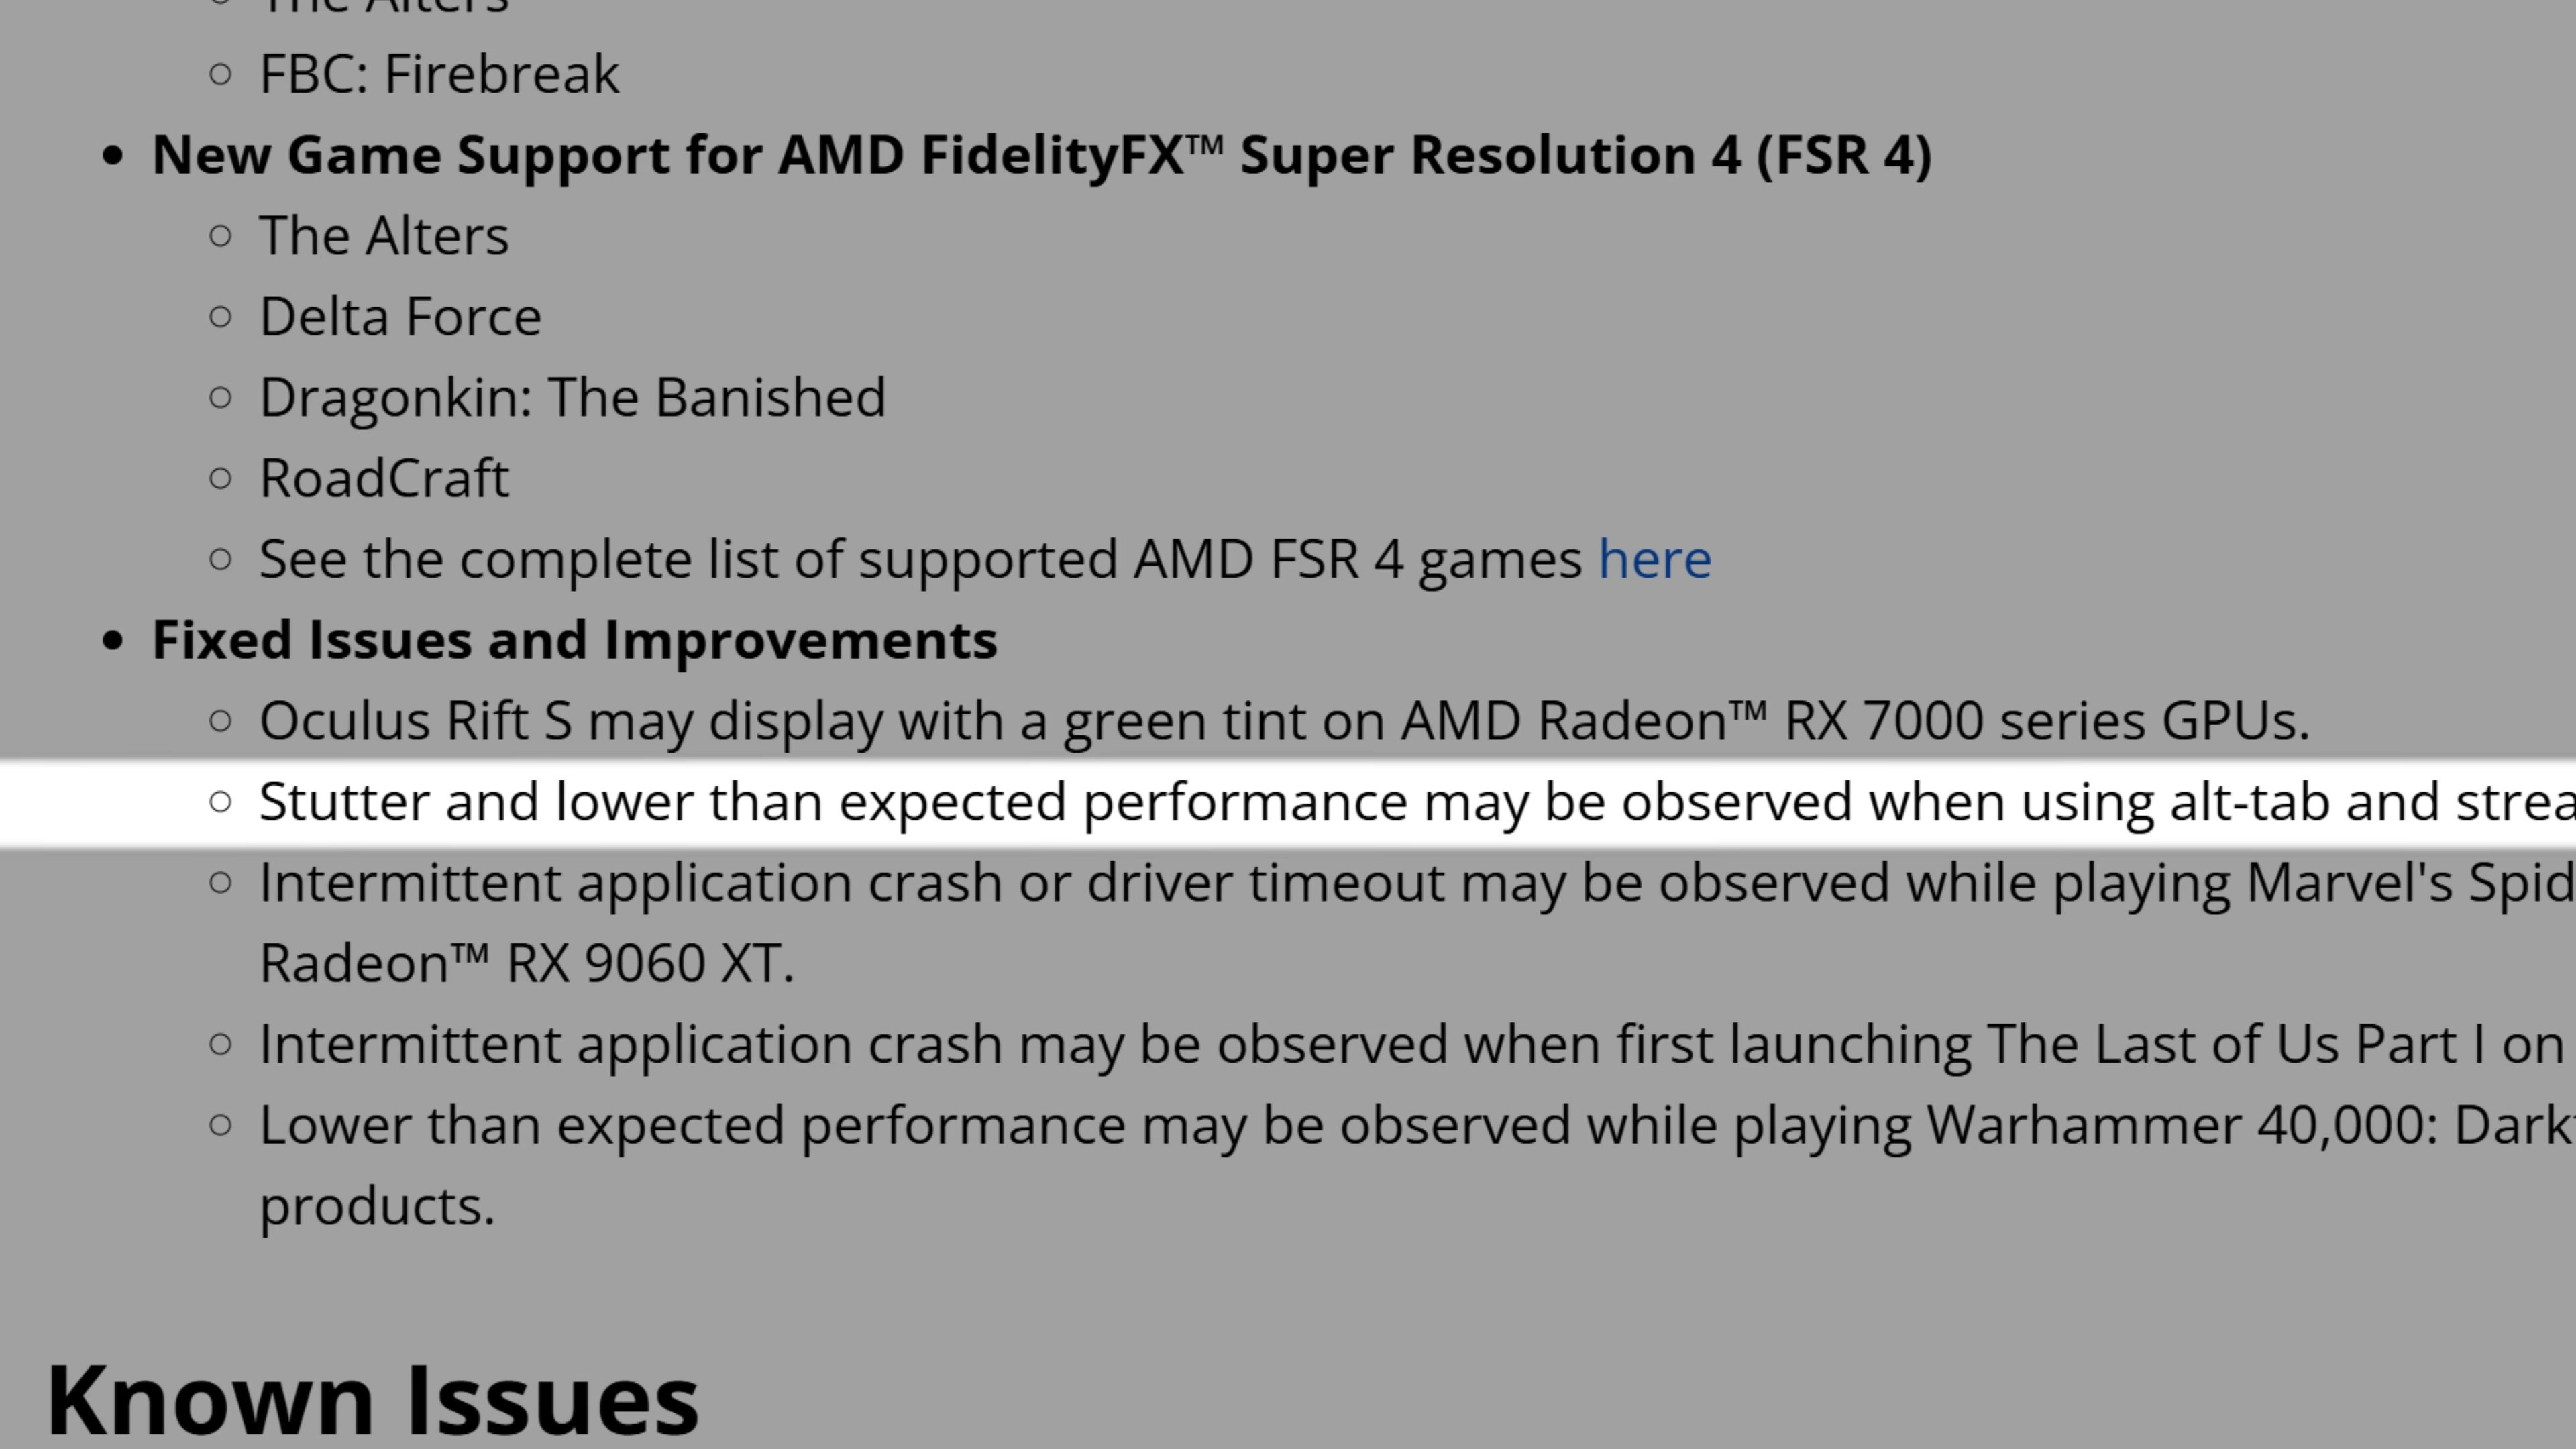 The Alters
FBC: Firebreak
New Game Support for AMD FidelityFX™ Super Resolution 4 (FSR 4)
The Alters
Delta Force
Dragonkin: The Banished
RoadCraft
See the complete list of supported AMD FSR 4 games here
Fixed Issues and Improvements
Oculus Rift S may display with a green tint on AMD Radeon™ RX 7000 series GPUs.
Stutter and lower than expected performance may be observed when using alt-tab and strea
Intermittent application crash or driver timeout may be observed while playing Marvel's Spid
Radeon™ RX 9060 XT.
Intermittent application crash may be observed when first launching The Last of Us Part I on
Lower than expected performance may be observed while playing Warhammer 40,000: Dark
products.
Known Issues